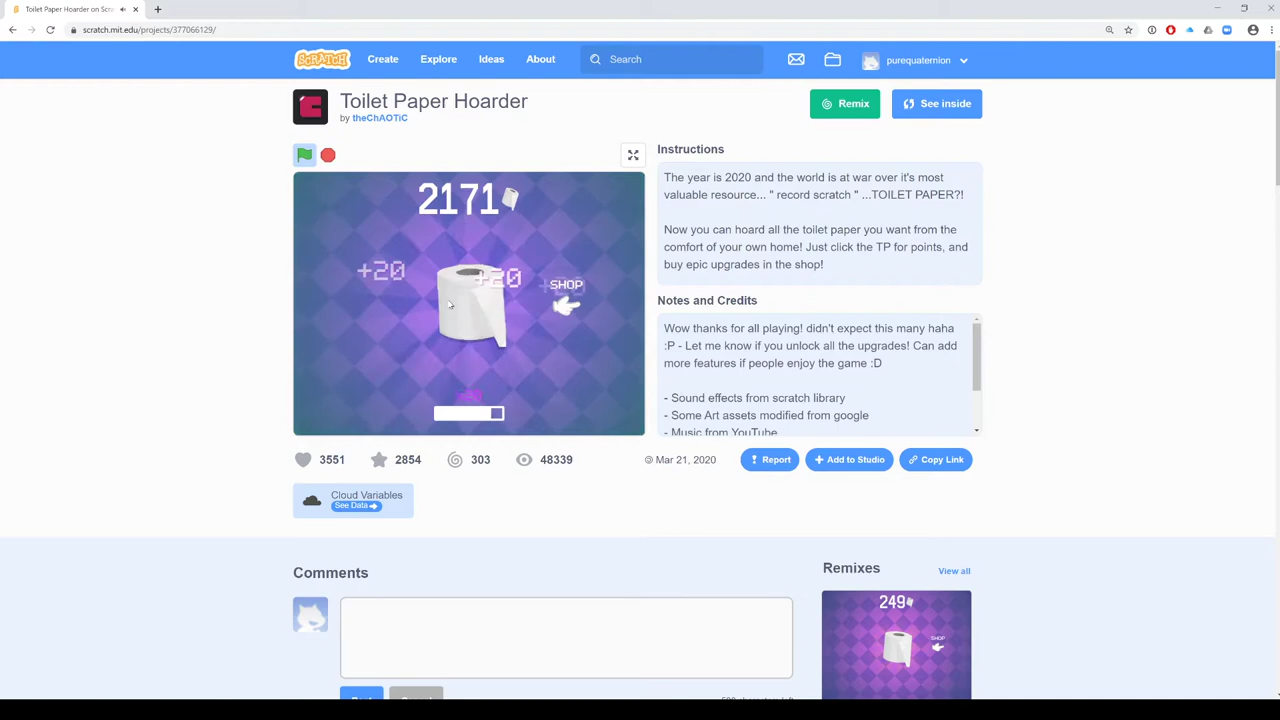 Toilet Paper Hoarder on Scra
scratch.mit.edu/projects/377066129/
SCRATCH
Create
Explore
Ideas
About
Search
purequaternion
Toilet Paper Hoarder
by theChAOTiC
Remix
See inside
2171
+20
+20
+20
SHOP
Instructions
The year is 2020 and the world is at war over it's most
valuable resource... " record scratch " ...TOILET PAPER?!
Now you can hoard all the toilet paper you want from the
comfort of your own home! Just click the TP for points, and
buy epic upgrades in the shop!
Notes and Credits
Wow thanks for all playing! didn't expect this many haha
:P - Let me know if you unlock all the upgrades! Can add
more features if people enjoy the game :D
- Sound effects from scratch library
- Some Art assets modified from google
- Music from YouTube
3551
2854
303
48339
© Mar 21, 2020
Report
Add to Studio
Copy Link
Cloud Variables
See Data
Comments
Remixes
View all
249
SHOP